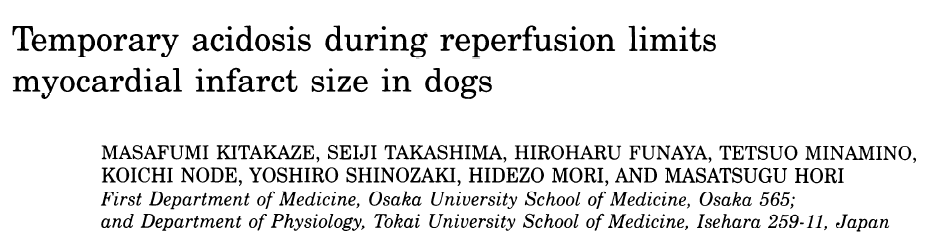 Temporary acidosis during reperfusion limits
myocardial infarct size in dogs
MASAFUMI KITAKAZE, SEIJI TAKASHIMA, HIROHARU FUNAYA, TETSUO MINAMINO,
KOICHI NODE, YOSHIRO SHINOZAKI, HIDEZO MORI, AND MASATSUGU HORI
First Department of Medicine, Osaka University School of Medicine, Osaka 565;
and Department of Physiology, Tokai University School of Medicine, Isehara 259-11, Japan